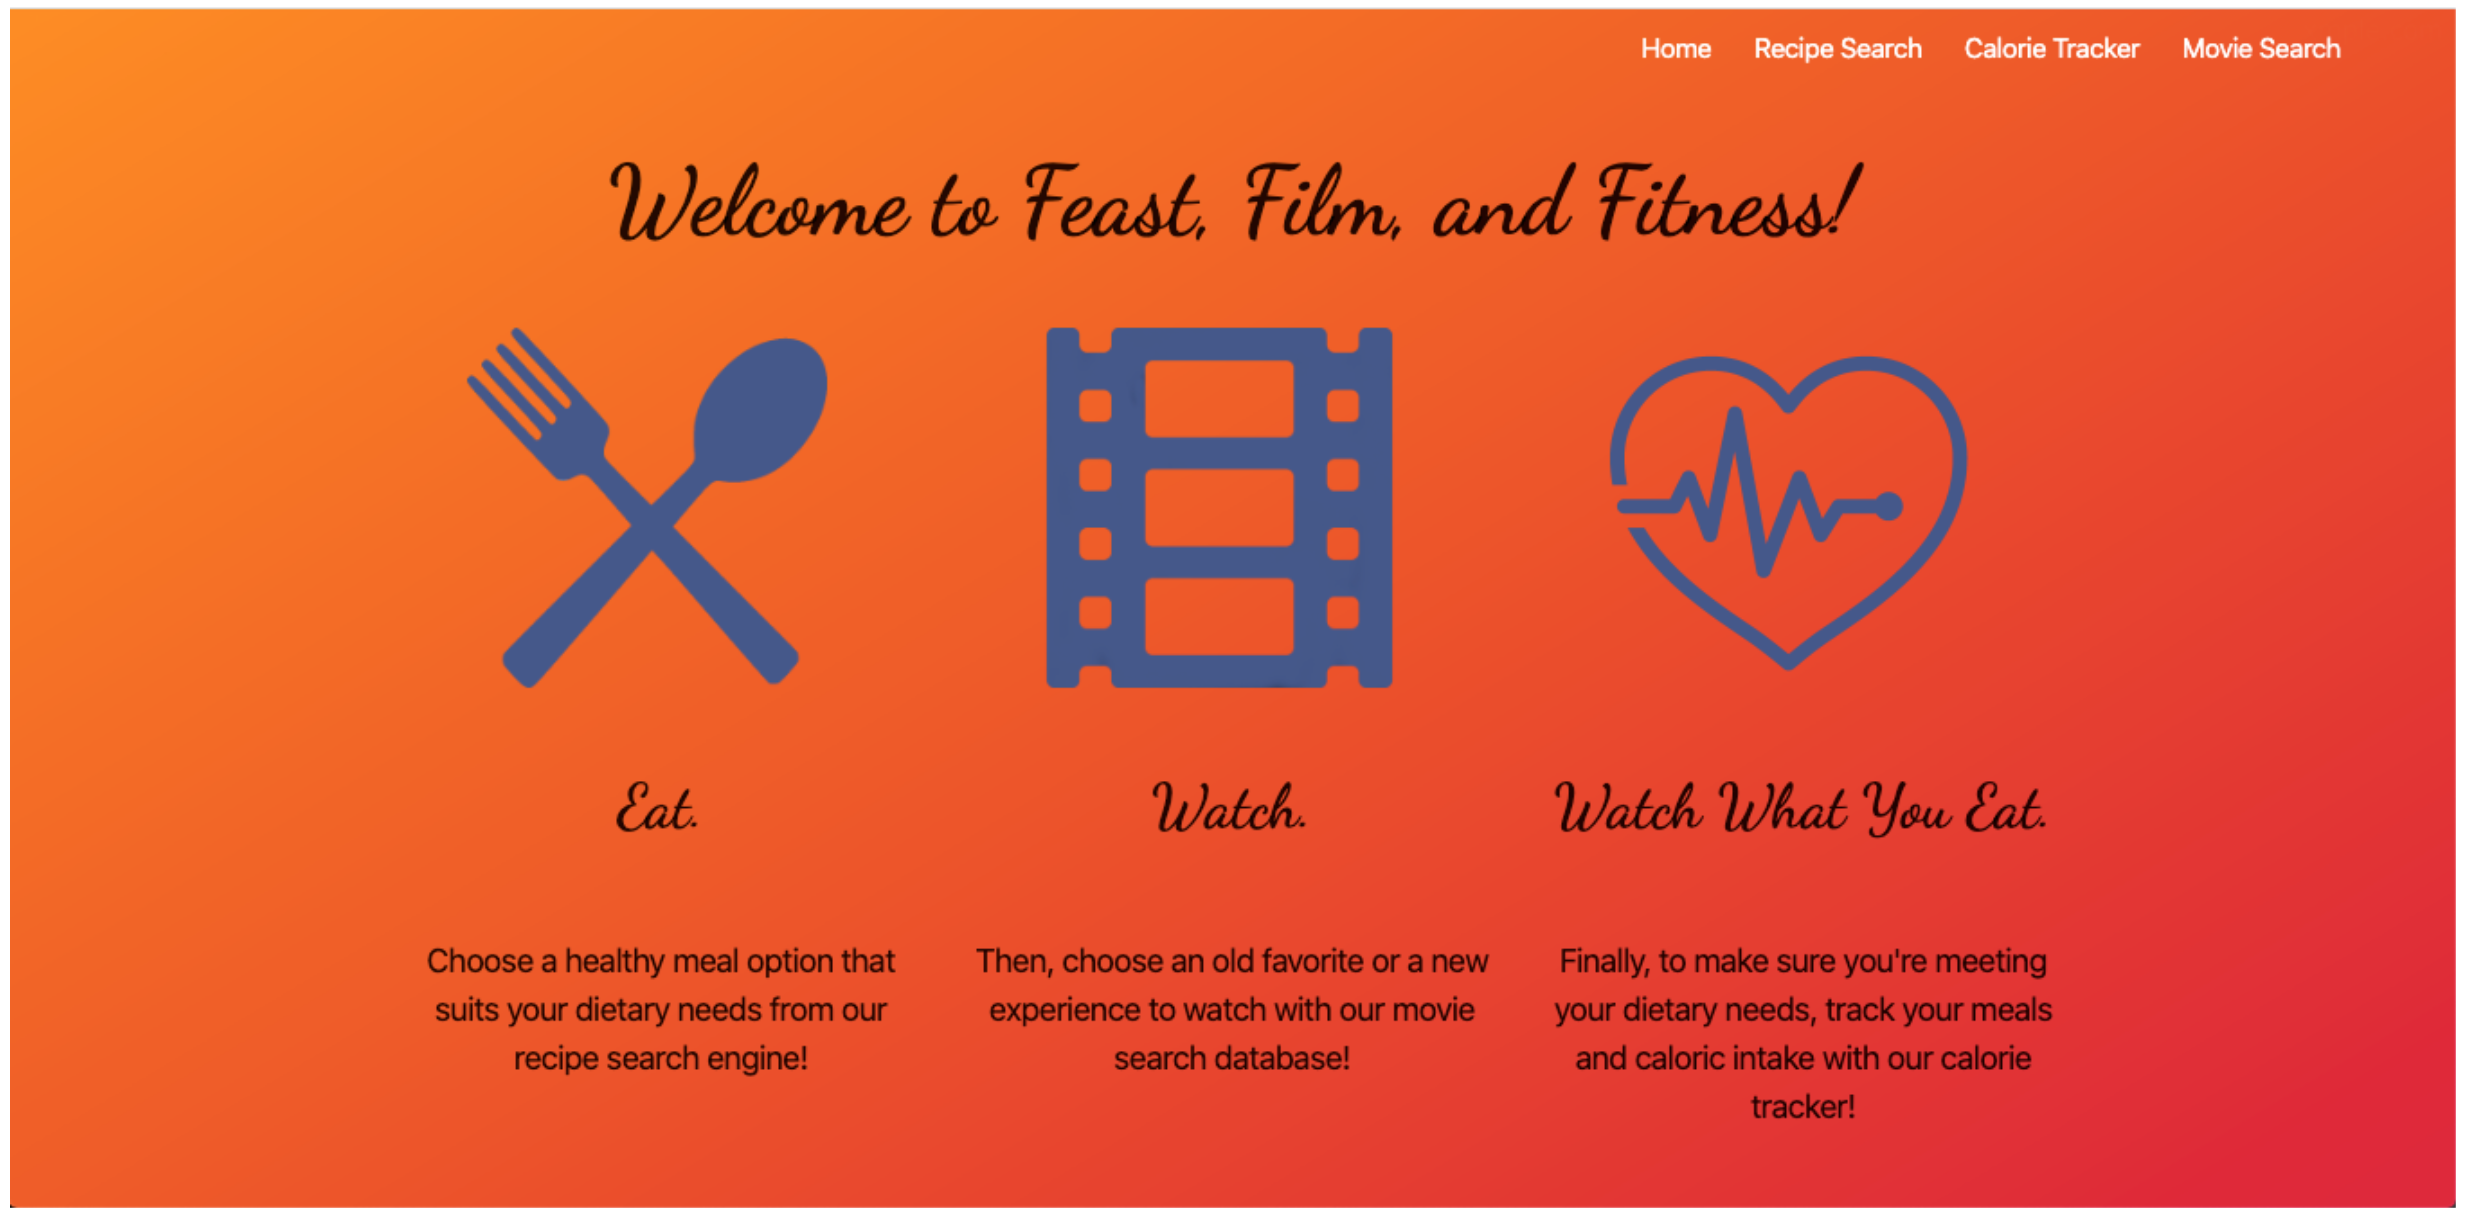 Home Recipe Search Calorie Tracker Movie Search
Welcome to Feast, Film, and Fitness!
Eat.
Choose a healthy meal option that
suits your dietary needs from our
recipe search engine!
Watch.
Then, choose an old favorite or a new
experience to watch with our movie
search database!
Watch What You Eat.
Finally, to make sure you're meeting
your dietary needs, track your meals
and caloric intake with our calorie
tracker!